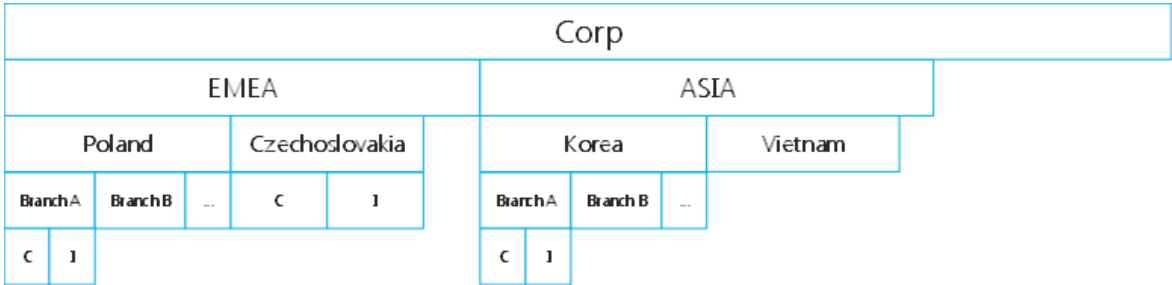 Corp
EMEA ASIA
Poland Czechoslovakia Korea Vietnam
Branch A Branch B ... C I Branch A Branch B ...
C I C I